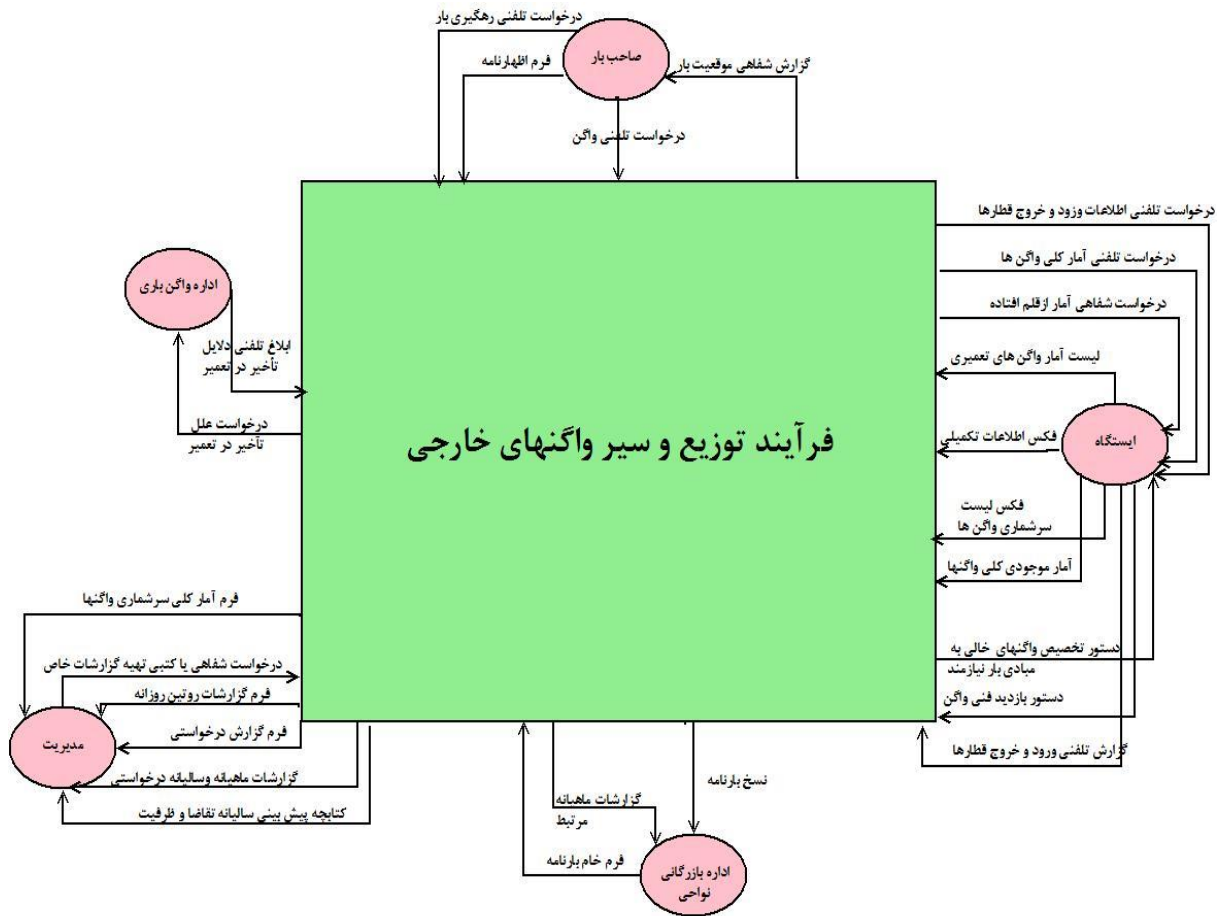 درخواست تلفنی رهگیری بار
صاحب بار
فرم اظهارنامه
گزارش شفاهی موقعیت بار
درخواست تلفنی واگن
درخواست تلفنی اطلاعات وزود و خروج قطارها
درخواست تلفنی آمار کلی واگن ها
درخواست شفاهی آمار ازقلم افتاده
لیست آمار واگن های تعمیری
ایستگاه
فکس اطلاعات تکمیلی
فکس لیست
سرشماری واگن ها
آمار موجودی کلی واگنها
دستور تخصیص واگنهای خالی به
مبادی بار نیازمند
دستور بازدید فنی واگن
گزارش تلفنی ورود و خروج قطارها
اداره واگن باری
ابلاغ تلفنی دلایل
تأخیر در تعمیر
درخواست علل
تأخیر در تعمیر
فرآیند توزیع و سیر واگنهای خارجی
فرم آمار کلی سرشماری واگنها
درخواست شفاهی یا کتبی تهیه گزارشات خاص
فرم گزارشات روتین روزانه
مدیریت
فرم گزارش درخواستی
گزارشات ماهیانه وسالیانه درخواستی
کتابچه پیش بینی سالیانه تقاضا و ظرفیت
نسخ بارنامه
گزارشات ماهیانه
مرتبط
فرم خام بارنامه
اداره بازرگانی
نواحی